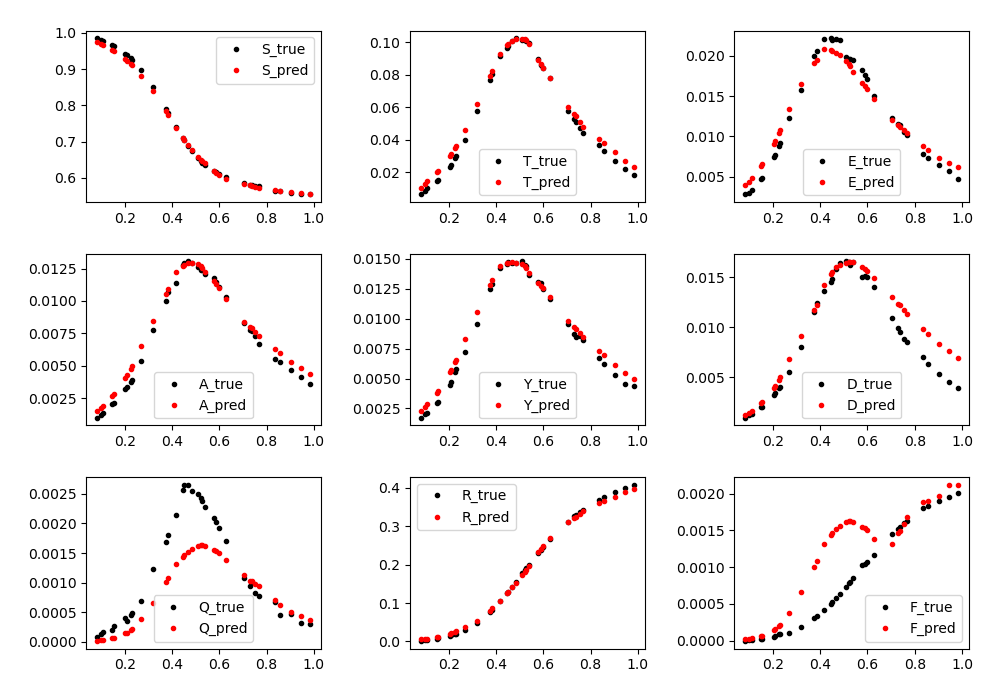 1.0
0.9
0.8
0.7
0.6
S_true
S_pred
0.2 0.4 0.6 0.8 1.0
0.10
0.08
0.06
0.04
0.02
T_true
T_pred
0.2 0.4 0.6 0.8 1.0
0.020
0.015
0.010
0.005
E_true
E_pred
0.2 0.4 0.6 0.8 1.0
0.0125
0.0100
0.0075
0.0050
0.0025
A_true
A_pred
0.2 0.4 0.6 0.8 1.0
0.0150
0.0125
0.0100
0.0075
0.0050
0.0025
Y_true
Y_pred
0.2 0.4 0.6 0.8 1.0
0.015
0.010
0.005
D_true
D_pred
0.2 0.4 0.6 0.8 1.0
0.0025
0.0020
0.0015
0.0010
0.0005
0.0000
Q_true
Q_pred
0.2 0.4 0.6 0.8 1.0
0.4
0.3
0.2
0.1
0.0
R_true
R_pred
0.2 0.4 0.6 0.8 1.0
0.0020
0.0015
0.0010
0.0005
0.0000
F_true
F_pred
0.2 0.4 0.6 0.8 1.0